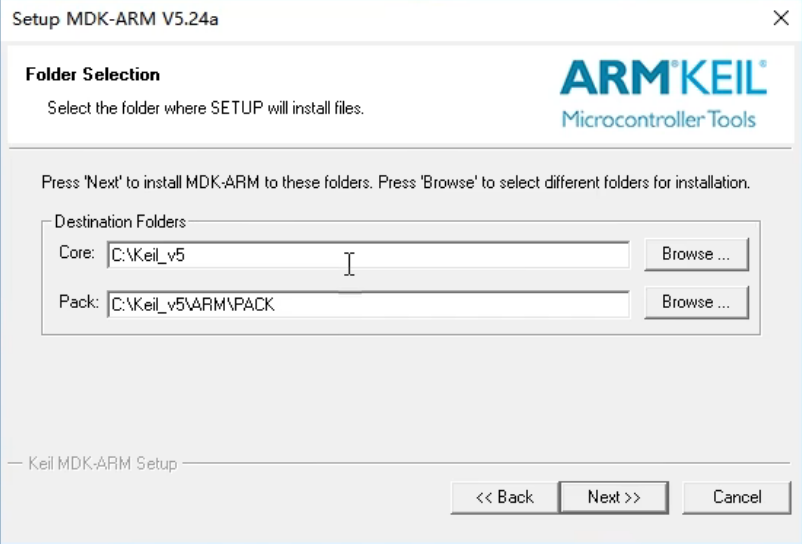 Setup MDK-ARM V5.24a
Folder Selection
Select the folder where SETUP will install files.
ARM®KEIL®
Microcontroller Tools
Press 'Next' to install MDK-ARM to these folders. Press 'Browse' to select different folders for installation.
Destination Folders
Core: C:\Keil_v5 Browse ...
Pack: C:\Keil_v5\ARM\PACK Browse ...
Keil MDK-ARM Setup
<< Back Next >> Cancel